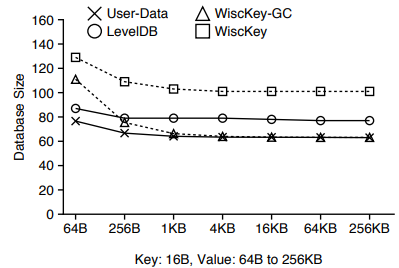 User-Data WiscKey-GC
LevelDB WiscKey
160
140
120
100
80
60
40
20
0
Database Size
64B 256B 1KB 4KB 16KB 64KB 256KB
Key: 16B, Value: 64B to 256KB